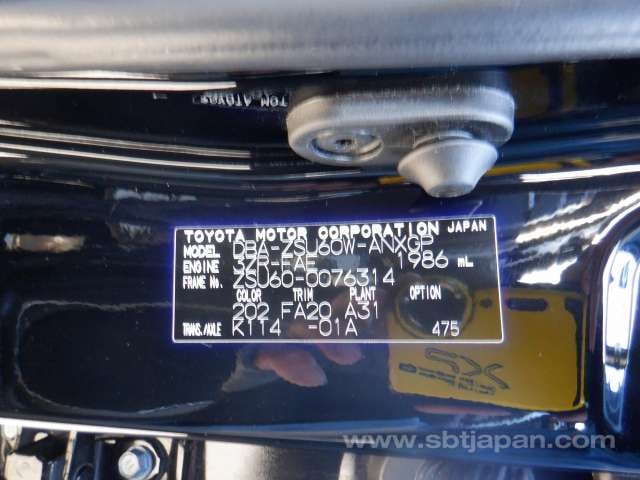 TOYOTA MOTOR CORPORATION JAPAN
MODEL DBA-ZSU60W-ANXGP
ENGINE 3ZR-FAE 1986 mL
FRAME No. ZSU60-0076314
COLOR TRIM PLANT OPTION
202 FA20 A31
TRANS./AXLE K114 -01A 475
www.sbtjapan.com